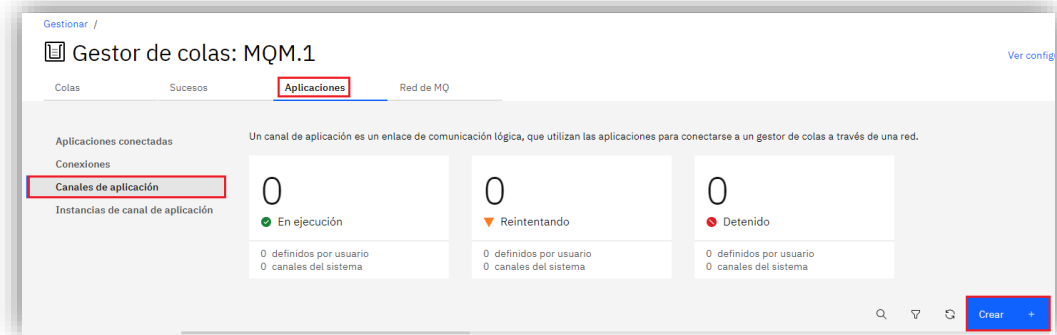 Gestionar /
Gestor de colas: MQM.1
Ver config
Colas Sucesos Aplicaciones Red de MQ
Aplicaciones conectadas
Conexiones
Canales de aplicación
Instancias de canal de aplicación
Un canal de aplicación es un enlace de comunicación lógica, que utilizan las aplicaciones para conectarse a un gestor de colas a través de una red.
0
En ejecución
0 definidos por usuario
0 canales del sistema
0
Reintentando
0 definidos por usuario
0 canales del sistema
0
Detenido
0 definidos por usuario
0 canales del sistema
Crear +